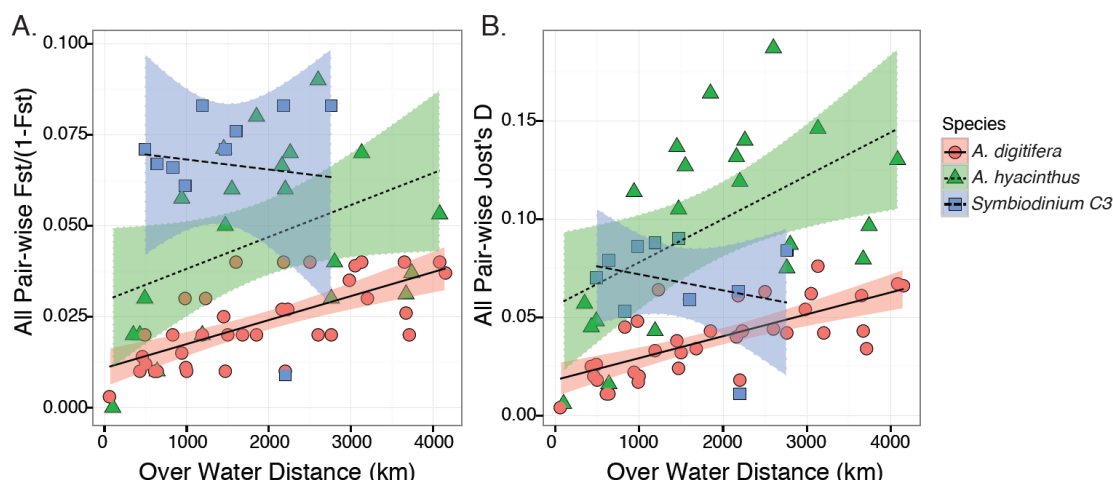 A.
B.
All Pair-wise Fst/(1-Fst)
0.100
0.075
0.050
0.025
0.000
0
1000
2000
3000
4000
Over Water Distance (km)
All Pair-wise Jost's D
0.15
0.10
0.05
0.00
0
1000
2000
3000
4000
Over Water Distance (km)
Species
A. digitifera
A. hyacinthus
Symbiodinium C3